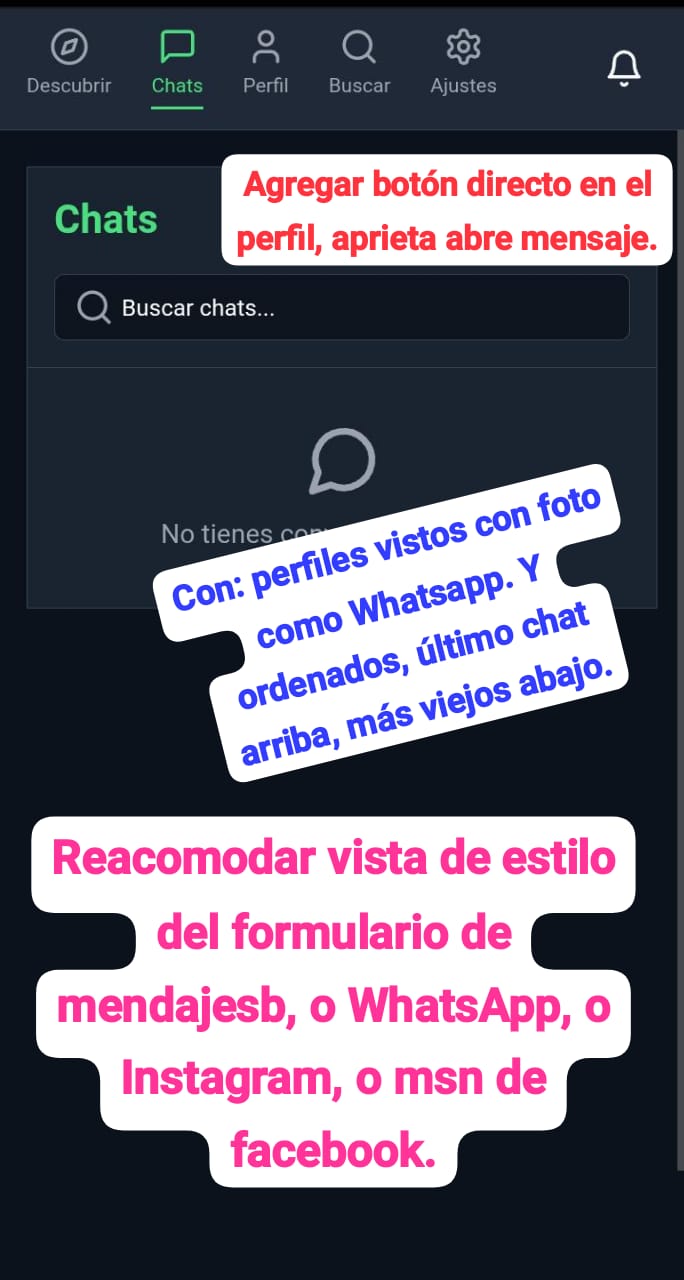 Descubrir
Chats
Perfil
Buscar
Ajustes
Chats
Agregar botón directo en el
perfil, aprieta abre mensaje.
Buscar chats...
No tienes
Con: perfiles vistos con foto
como Whatsapp. Y
ordenados, último chat
arriba, más viejos abajo.
Reacomodar vista de estilo
del formulario de
mendajesb, o WhatsApp, o
Instagram, o msn de
facebook.